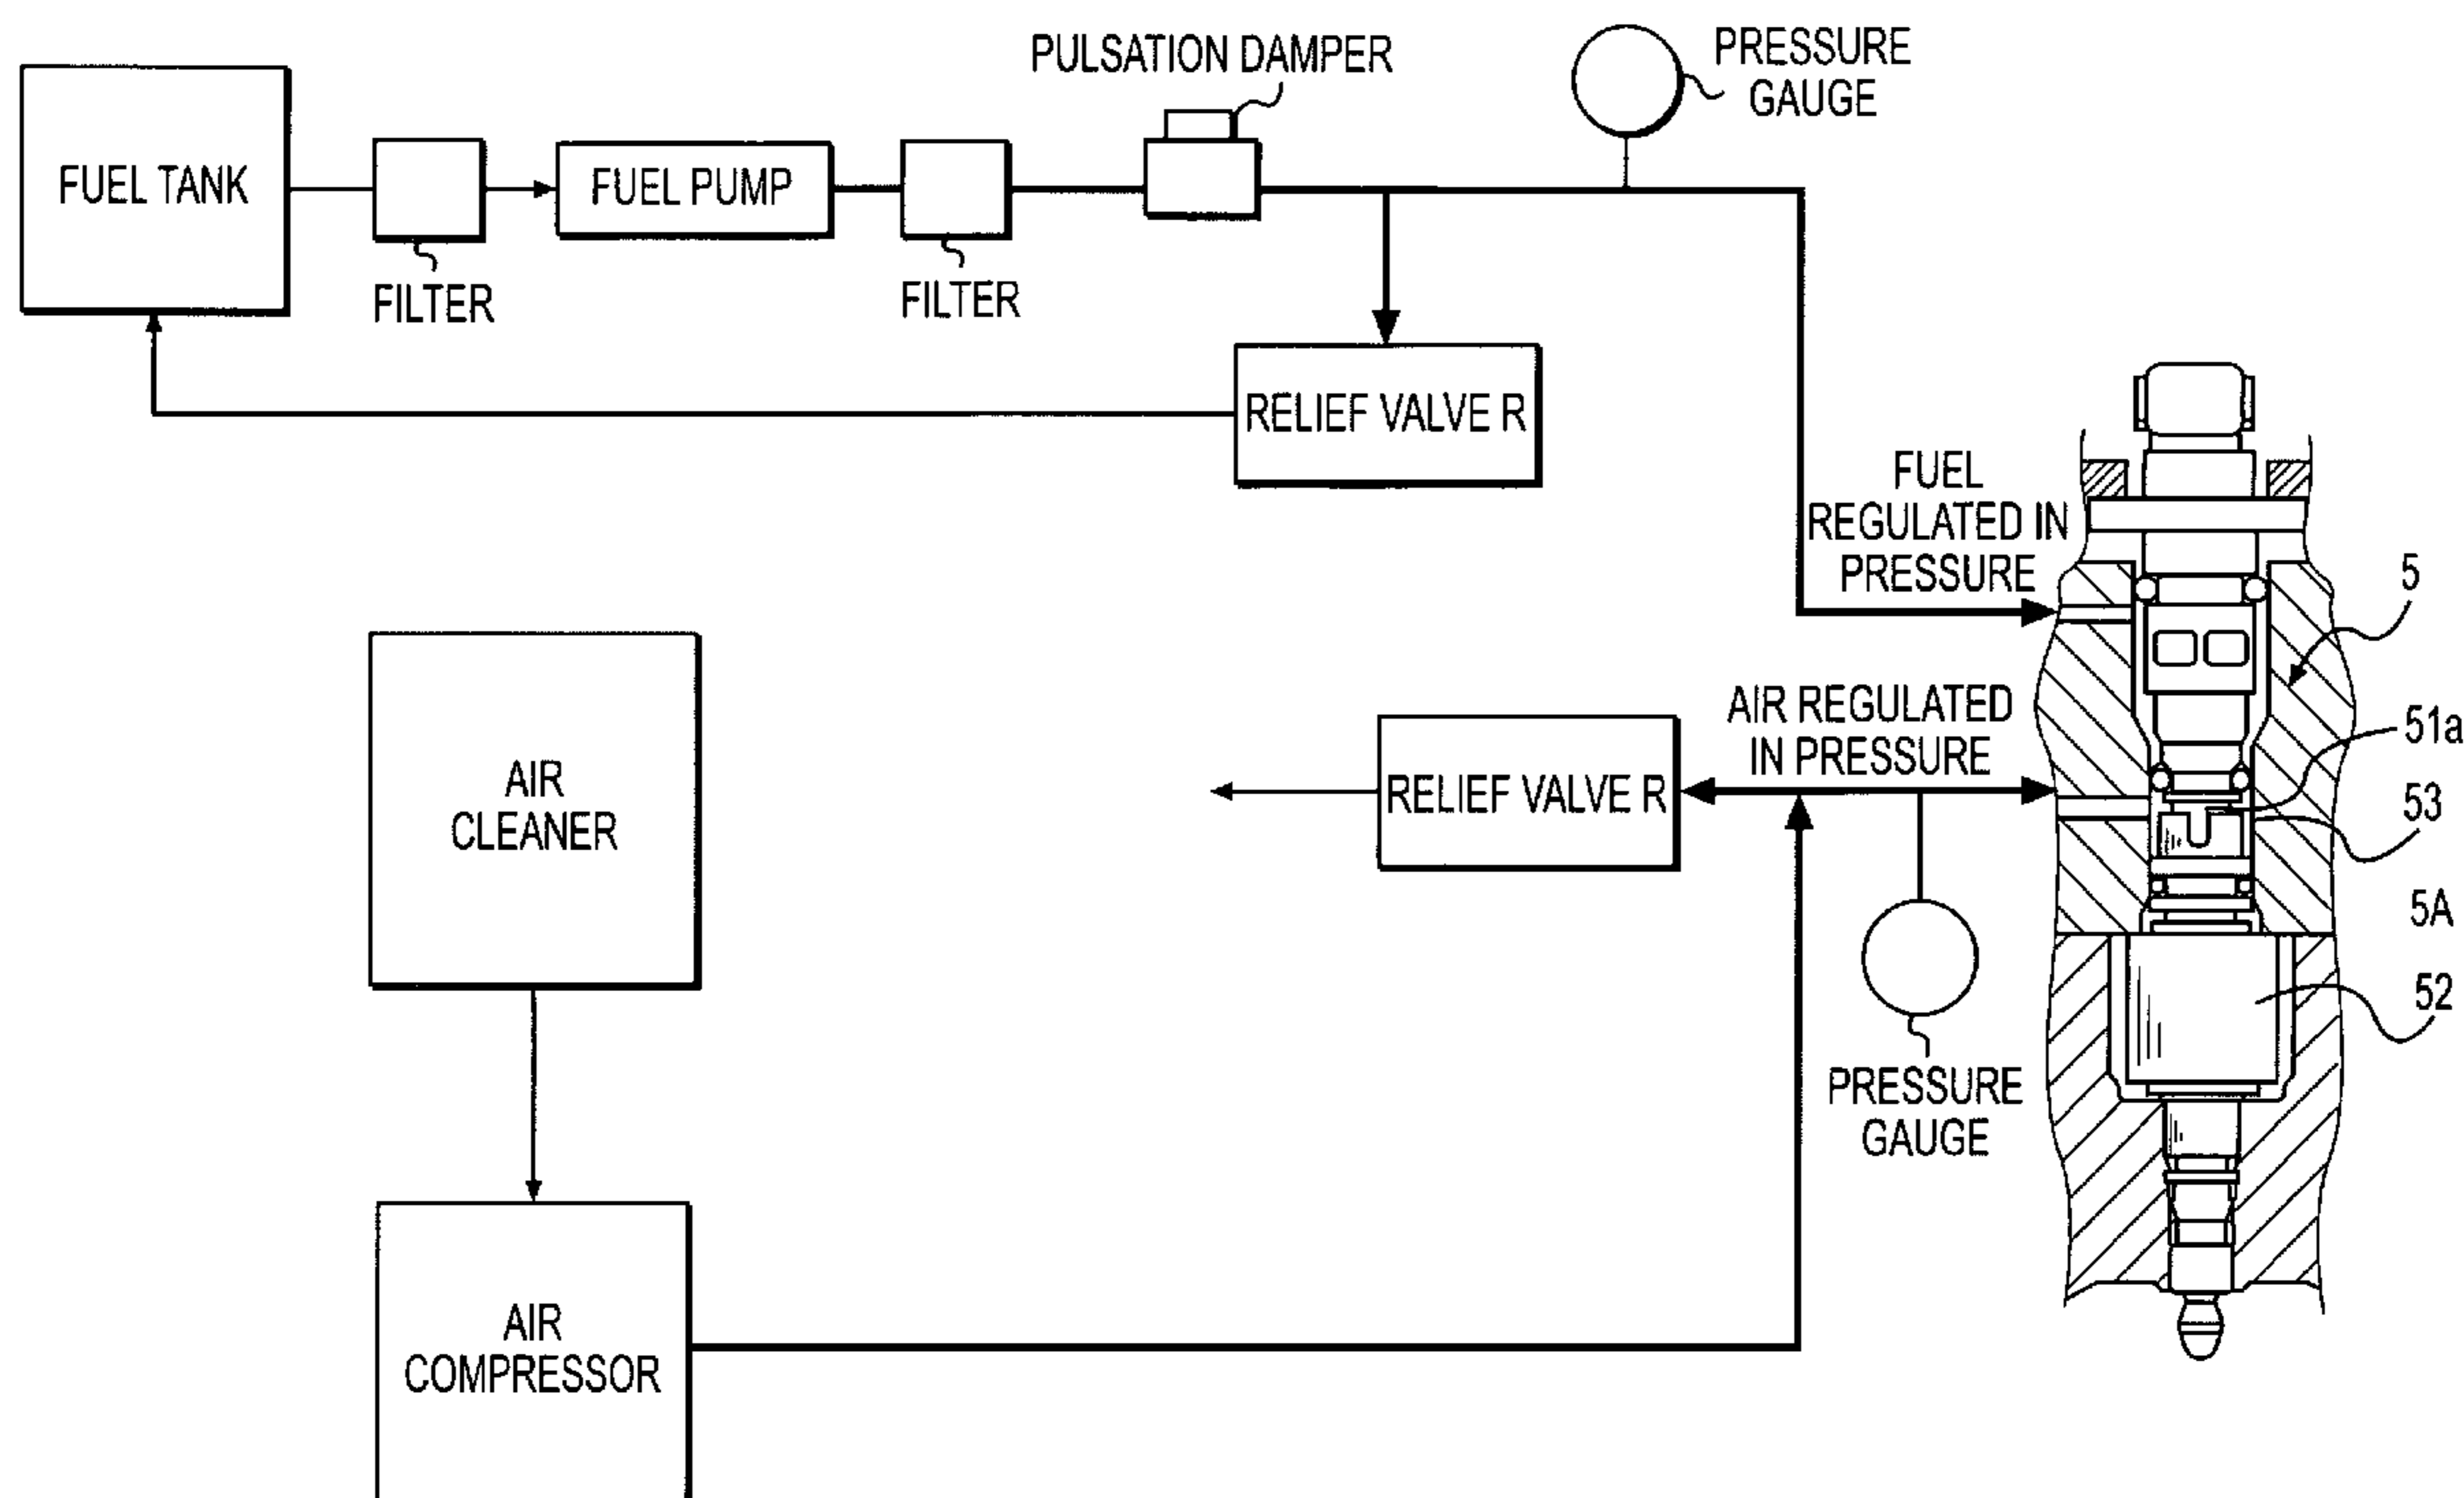 PULSATION DAMPER
PRESSURE
GAUGE
FUEL TANK
FUEL PUMP
FILTER
FILTER
RELIEF VALVE R
FUEL
REGULATED IN
PRESSURE
5
AIR REGULATED
IN PRESSURE
51a
AIR
CLEANER
RELIEF VALVE R
53
5A
52
PRESSURE
GAUGE
AIR
COMPRESSOR